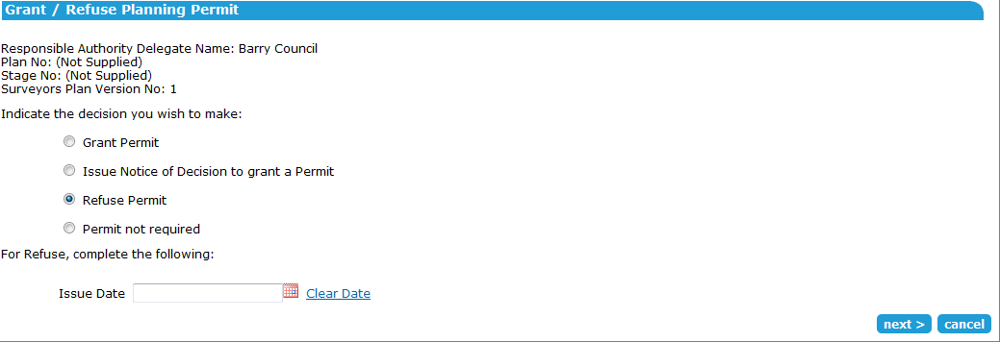 Grant / Refuse Planning Permit
Responsible Authority Delegate Name: Barry Council
Plan No: (Not Supplied)
Stage No: (Not Supplied)
Surveyors Plan Version No: 1
Indicate the decision you wish to make:
Grant Permit
Issue Notice of Decision to grant a Permit
Refuse Permit
Permit not required
For Refuse, complete the following:
Issue Date Clear Date
next > cancel